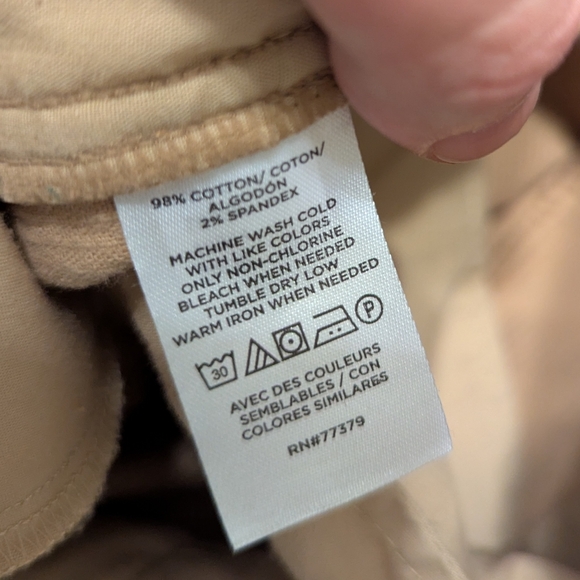 98% COTTON/ COTON/
ALGODÓN
2% SPANDEX
MACHINE WASH COLD
WITH LIKE COLORS
ONLY NON-CHLORINE
BLEACH WHEN NEEDED
TUMBLE DRY LOW
WARM IRON WHEN NEEDED
30 P
AVEC DES COULEURS
SEMBLABLES / CON
COLORES SIMILARES
RN#77379